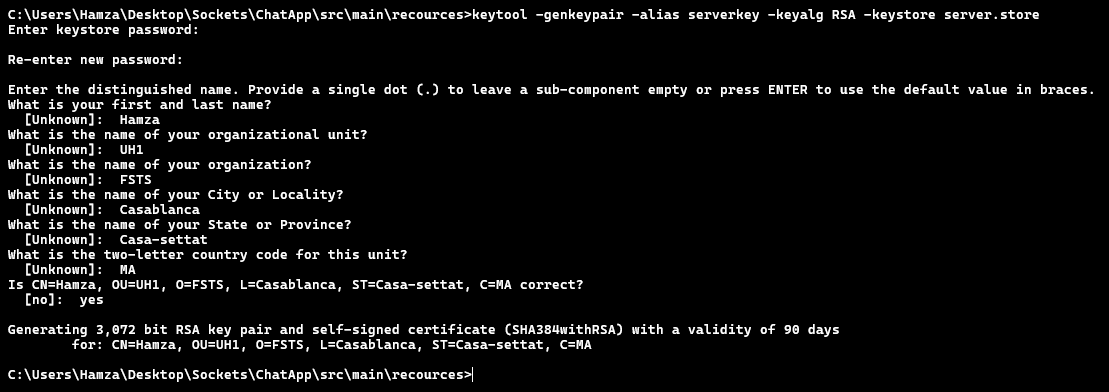 C:\Users\Hamza\Desktop\Sockets\ChatApp\src\main\recources>keytool -genkeypair -alias serverkey -keyalg RSA -keystore server.store
Enter keystore password:
Re-enter new password:
Enter the distinguished name. Provide a single dot (.) to leave a sub-component empty or press ENTER to use the default value in braces.
What is your first and last name?
  [Unknown]:  Hamza
What is the name of your organizational unit?
  [Unknown]:  UH1
What is the name of your organization?
  [Unknown]:  FSTS
What is the name of your City or Locality?
  [Unknown]:  Casablanca
What is the name of your State or Province?
  [Unknown]:  Casa-settat
What is the two-letter country code for this unit?
  [Unknown]:  MA
Is CN=Hamza, OU=UH1, O=FSTS, L=Casablanca, ST=Casa-settat, C=MA correct?
  [no]:  yes
Generating 3,072 bit RSA key pair and self-signed certificate (SHA384withRSA) with a validity of 90 days
        for: CN=Hamza, OU=UH1, O=FSTS, L=Casablanca, ST=Casa-settat, C=MA
C:\Users\Hamza\Desktop\Sockets\ChatApp\src\main\recources>